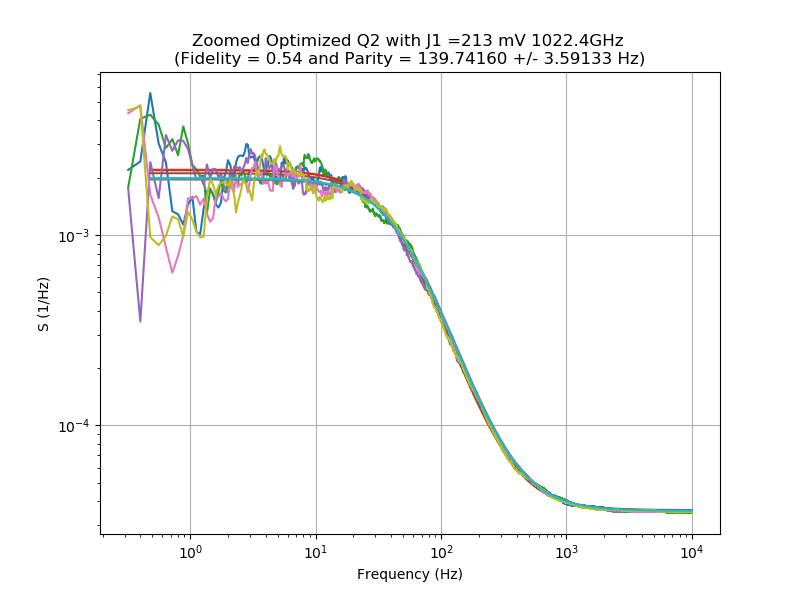 Zoomed Optimized Q2 with J1 =213 mV 1022.4GHz
(Fidelity = 0.54 and Parity = 139.74160 +/- 3.59133 Hz)
S (1/Hz)
10⁻³
10⁻⁴
10⁰ 10¹ 10² 10³ 10⁴
Frequency (Hz)